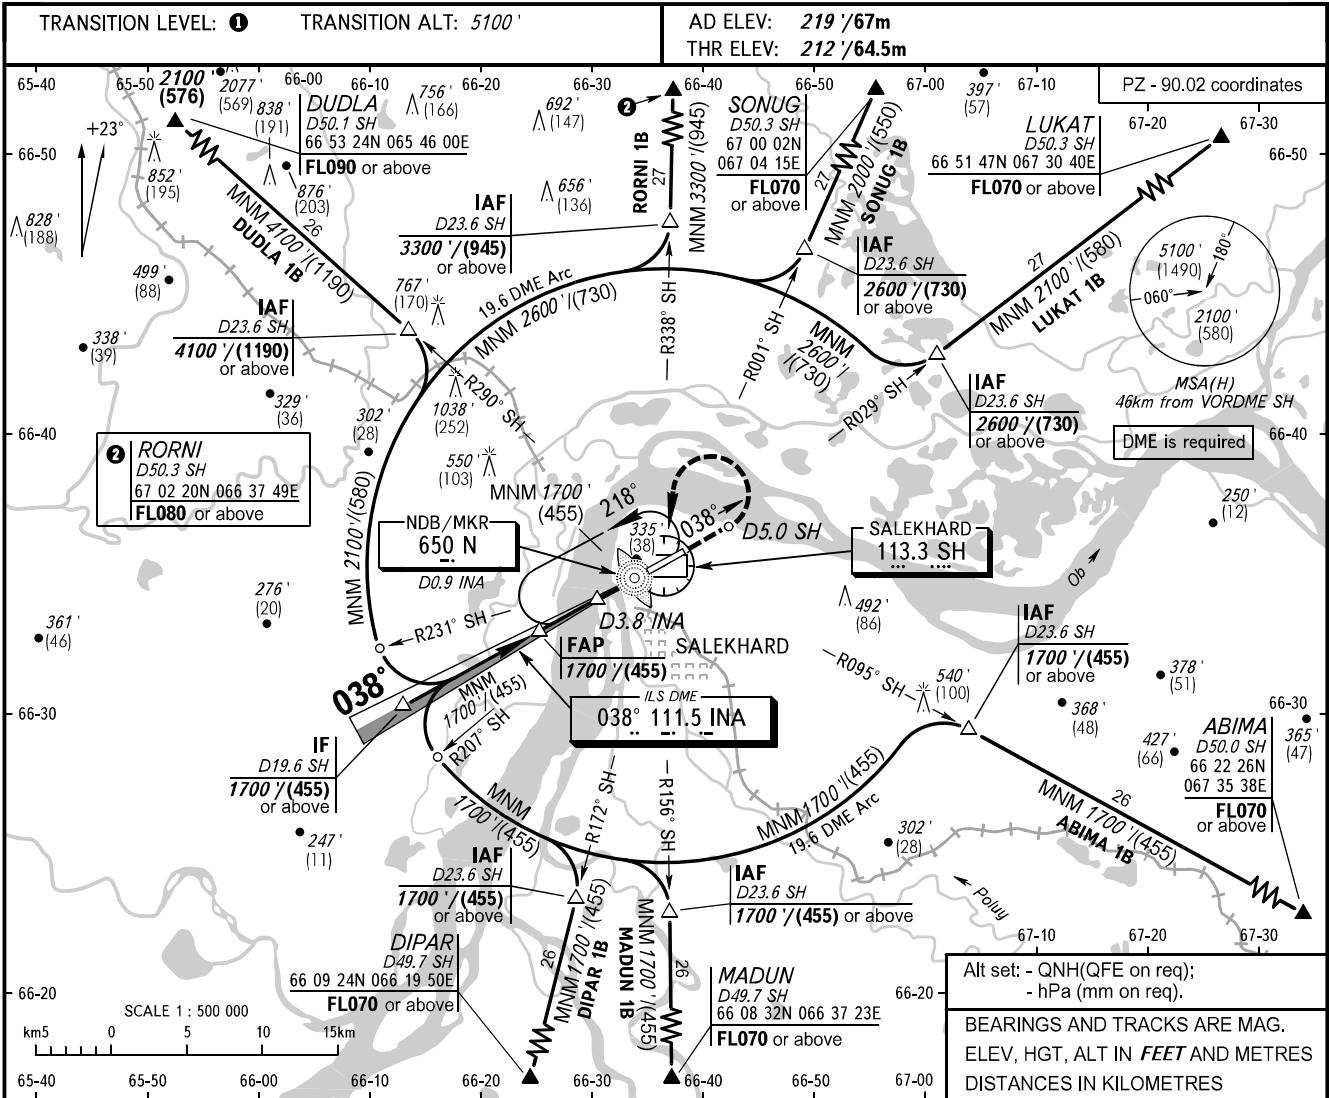 TRANSITION LEVEL: ❶ TRANSITION ALT: 5100 '
AD ELEV: 219 '/67m
THR ELEV: 212 '/64.5m
66-40 65-50 66-00 66-10 66-20 66-30 66-40 66-50 67-00 67-10 67-20 67-30
PZ - 90.02 coordinates
2100
(576)
2077 '
(569)
838 '
(191)
+23°
852 '
(195)
828 '
(188)
876 '
(203)
756 '
(166)
692 '
(147)
656 '
(136)
397 '
(57)
66-50
66-50
DUDLA
D50.1 SH
66 53 24N 065 46 00E
FL090 or above
MNM 4100 '/(1190)
26
DUDLA 1B
❷
RORNI 1B
27
MNM 3300 '/(945)
SONUG
D50.3 SH
67 00 02N
067 04 15E
FL070
or above
27
MNM 2000 '/(550)
SONUG 1B
LUKAT
D50.3 SH
66 51 47N 067 30 40E
FL070 or above
27
MNM 2100 '/(580)
LUKAT 1B
IAF
D23.6 SH
3300 '/(945)
or above
IAF
D23.6 SH
2600 '/(730)
or above
5100 '
(1490)
180°
060°
2100 '
(580)
MSA(H)
46km from VORDME SH
DME is required
499 '
(88)
338 '
(39)
329 '
(36)
302 '
(28)
767 '
(170)
IAF
D23.6 SH
4100 '/(1190)
or above
19.6 DME Arc
MNM 2600 '/(730)
R338° SH
R001° SH
MNM
2600 '/
(730)
R029° SH
IAF
D23.6 SH
2600 '/(730)
or above
R290° SH
1038 '
(252)
550 '
(103)
66-40
66-40
❷ RORNI
D50.3 SH
67 02 20N 066 37 49E
FL080 or above
MNM 2100 '/(580)
MNM 1700 '
(455)
218°
038°
335 '
(38)
D5.0 SH
NDB/MKR
650 N
D0.9 INA
SALEKHARD
113.3 SH
250 '
(12)
Ob
492 '
(86)
276 '
(20)
361 '
(46)
R231° SH
D3.8 INA
FAP
1700 '/(455)
SALEKHARD
038°
MNM
1700 '/(455)
R207° SH
ILS DME
038° 111.5 INA
IAF
D23.6 SH
1700 '/(455)
or above
R095° SH
540 '
(100)
378 '
(51)
368 '
(48)
427 '
(66)
365 '
(47)
66-30
66-30
ABIMA
D50.0 SH
66 22 26N
067 35 38E
FL070
or above
26
MNM 1700 '/(455)
ABIMA 1B
IF
D19.6 SH
1700 '/(455)
or above
247 '
(11)
MNM
1700 '/(455)
R172° SH
R156° SH
MNM 1700 '/(455)
19.6 DME Arc
302 '
(28)
Poluy
IAF
D23.6 SH
1700 '/(455)
or above
IAF
D23.6 SH
1700 '/(455) or above
DIPAR
D49.7 SH
66 09 24N 066 19 50E
FL070 or above
26
MNM 1700 '/(455)
DIPAR 1B
MADUN 1B
MNM 1700 '/(455)
26
MADUN
D49.7 SH
66 08 32N 066 37 23E
FL070 or above
67-10 67-20 67-30
66-20
66-20
SCALE 1 : 500 000
km5 0 5 10 15km
65-40 65-50 66-00 66-10 66-20 66-30 66-40 66-50 67-00
Alt set: - QNH(QFE on req);
- hPa (mm on req).
BEARINGS AND TRACKS ARE MAG.
ELEV, HGT, ALT IN FEET AND METRES
DISTANCES IN KILOMETRES